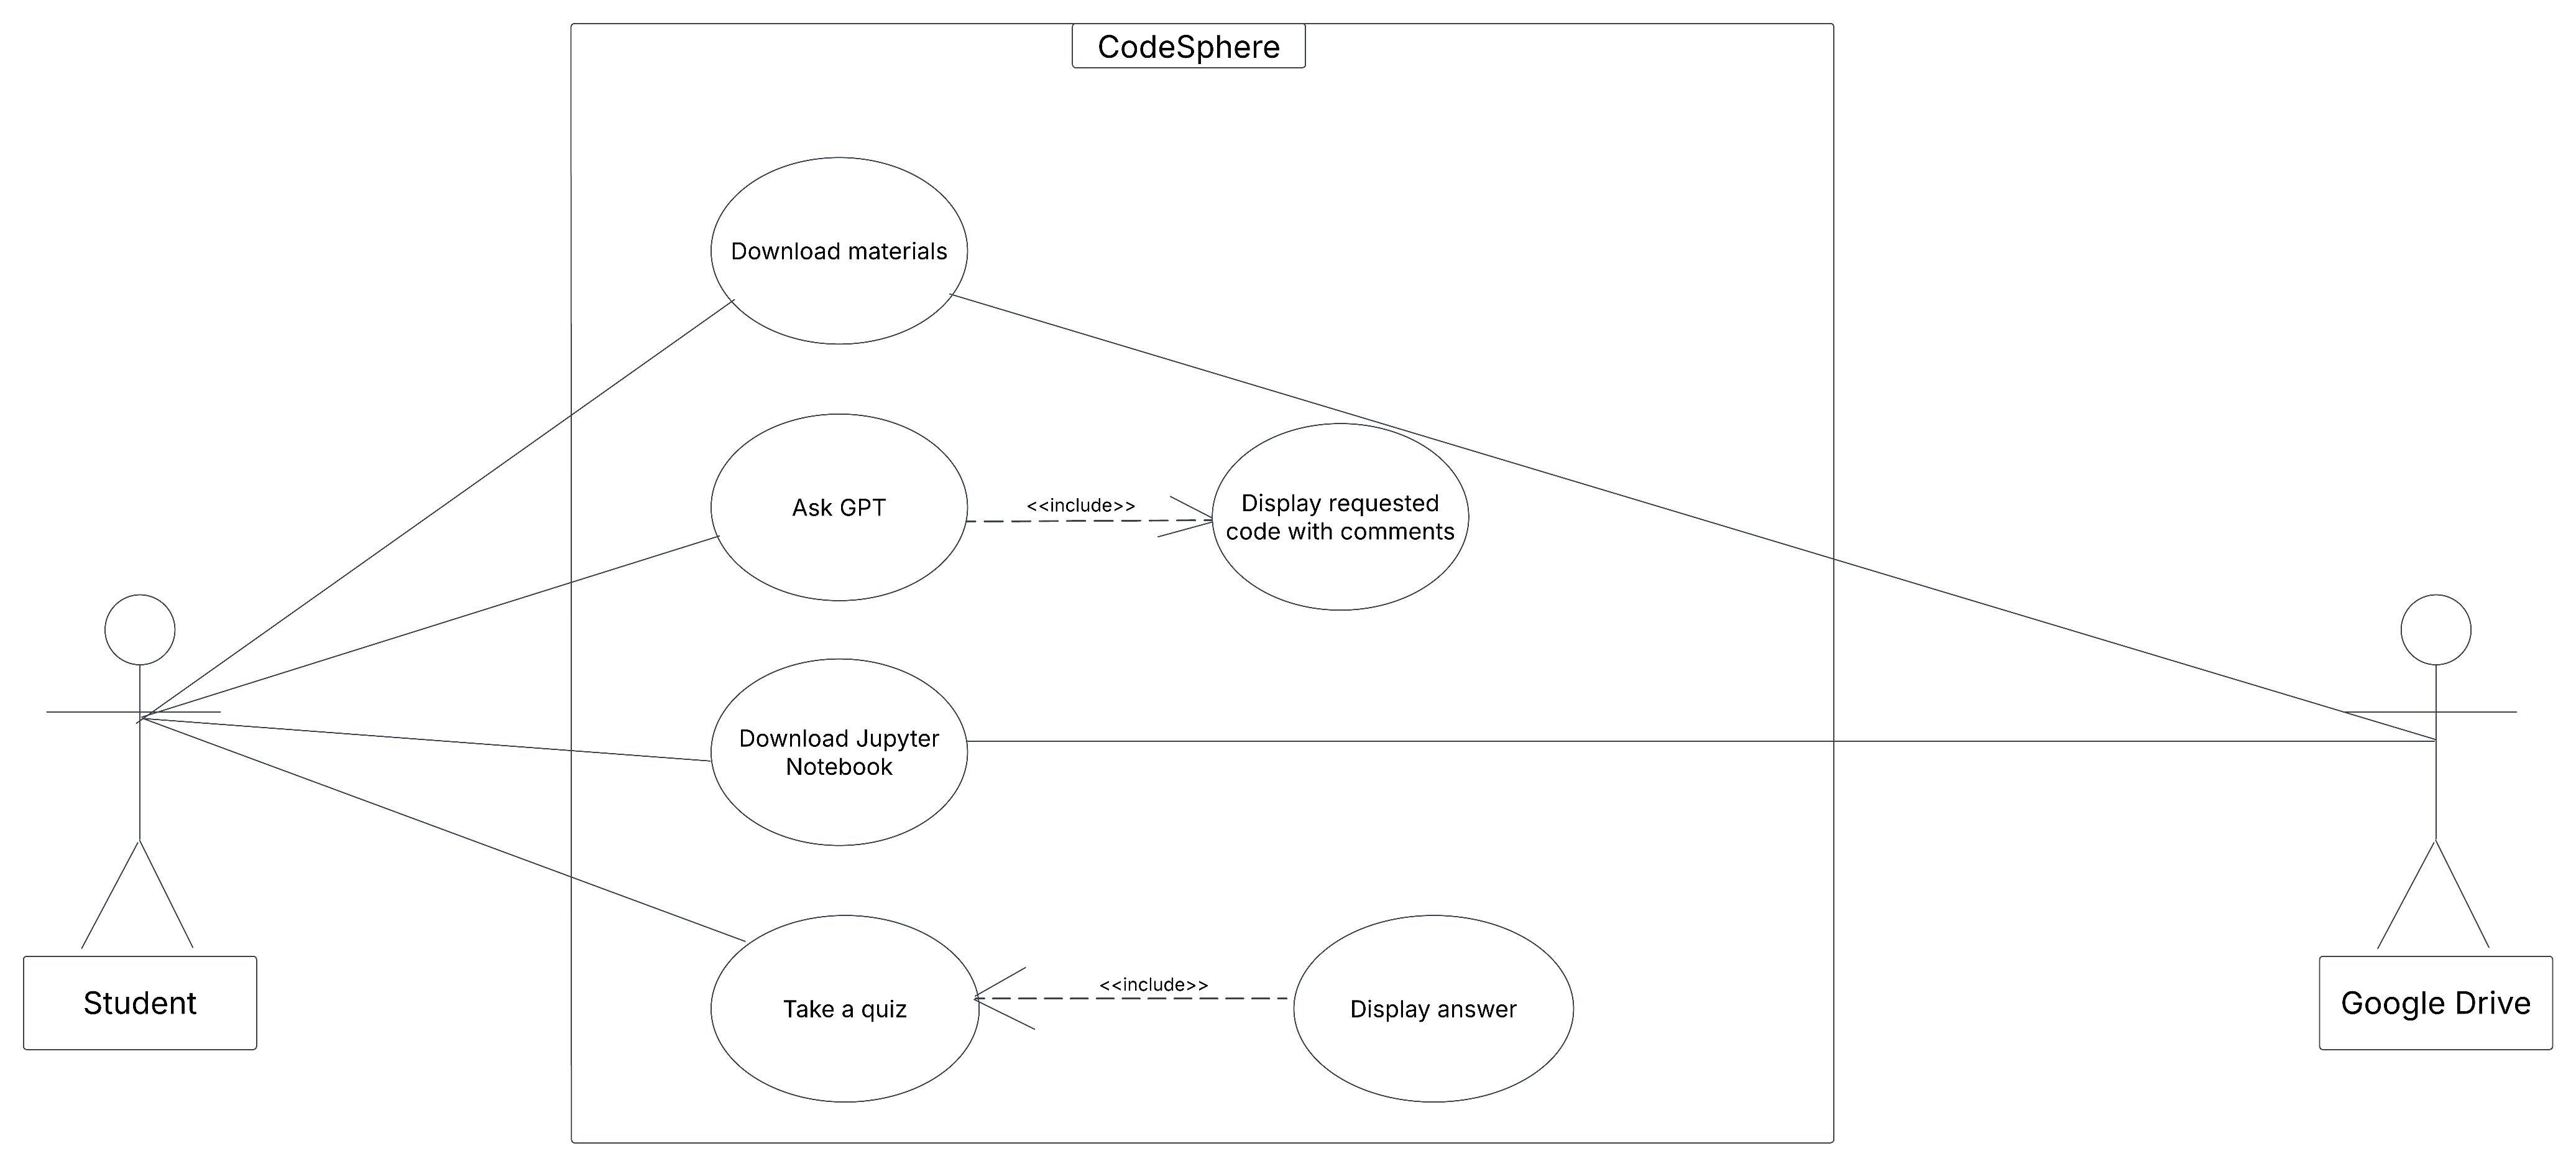 CodeSphere
Download materials
Ask GPT
<<include>>
Display requested
code with comments
Download Jupyter
Notebook
Take a quiz
<<include>>
Display answer
Student
Google Drive